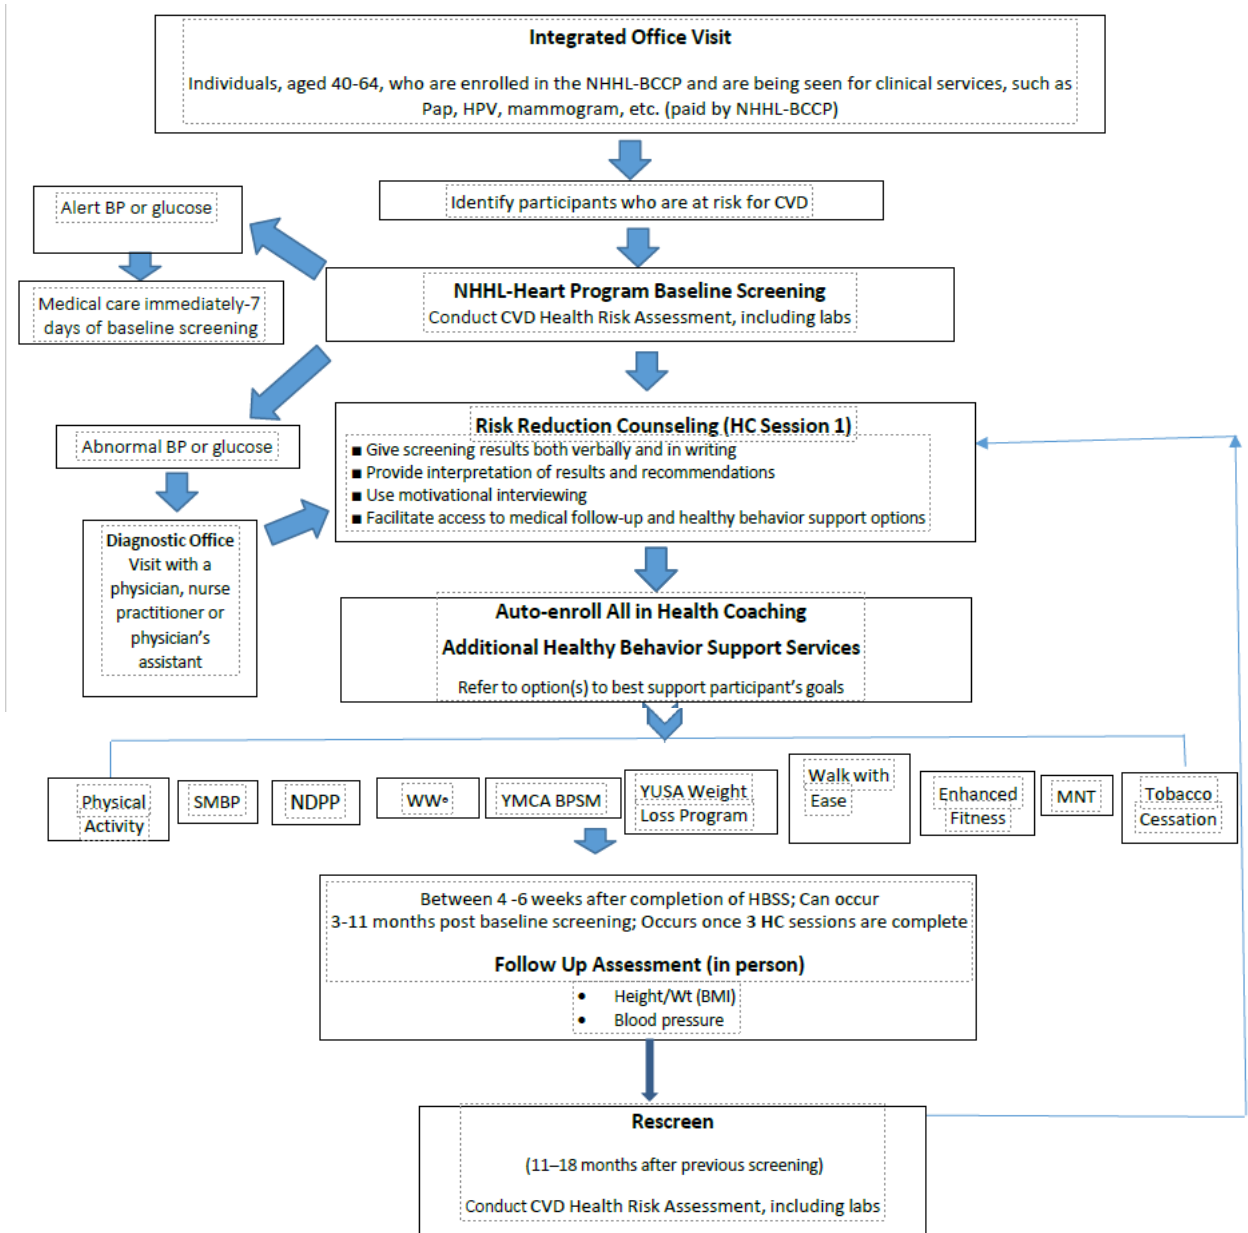 Integrated Office Visit
Individuals, aged 40-64, who are enrolled in the NHHL-BCCP and are being seen for clinical services, such as
Pap, HPV, mammogram, etc. (paid by NHHL-BCCP)
Identify participants who are at risk for CVD
Alert BP or glucose
Medical care immediately-7
days of baseline screening
NHHL-Heart Program Baseline Screening
Conduct CVD Health Risk Assessment, including labs
Abnormal BP or glucose
Diagnostic Office
Visit with a
physician, nurse
practitioner or
physician's
assistant
Risk Reduction Counseling (HC Session 1)
■ Give screening results both verbally and in writing
■ Provide interpretation of results and recommendations
■ Use motivational interviewing
■ Facilitate access to medical follow-up and healthy behavior support options
Auto-enroll All in Health Coaching
Additional Healthy Behavior Support Services
Refer to option(s) to best support participant's goals
Physical
Activity
SMBP
NDPP
WW®
YMCA BPSM
YUSA Weight
Loss Program
Walk with
Ease
Enhanced
Fitness
MNT
Tobacco
Cessation
Between 4 -6 weeks after completion of HBSS; Can occur
3-11 months post baseline screening; Occurs once 3 HC sessions are complete
Follow Up Assessment (in person)
• Height/Wt (BMI)
• Blood pressure
Rescreen
(11–18 months after previous screening)
Conduct CVD Health Risk Assessment, including labs